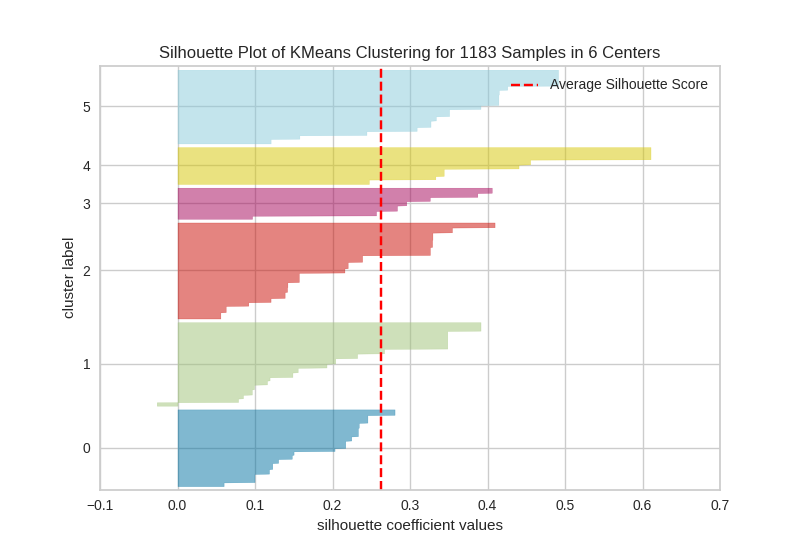 Silhouette Plot of KMeans Clustering for 1183 Samples in 6 Centers
Average Silhouette Score
cluster label
5
4
3
2
1
0
−0.1 0.0 0.1 0.2 0.3 0.4 0.5 0.6 0.7
silhouette coefficient values